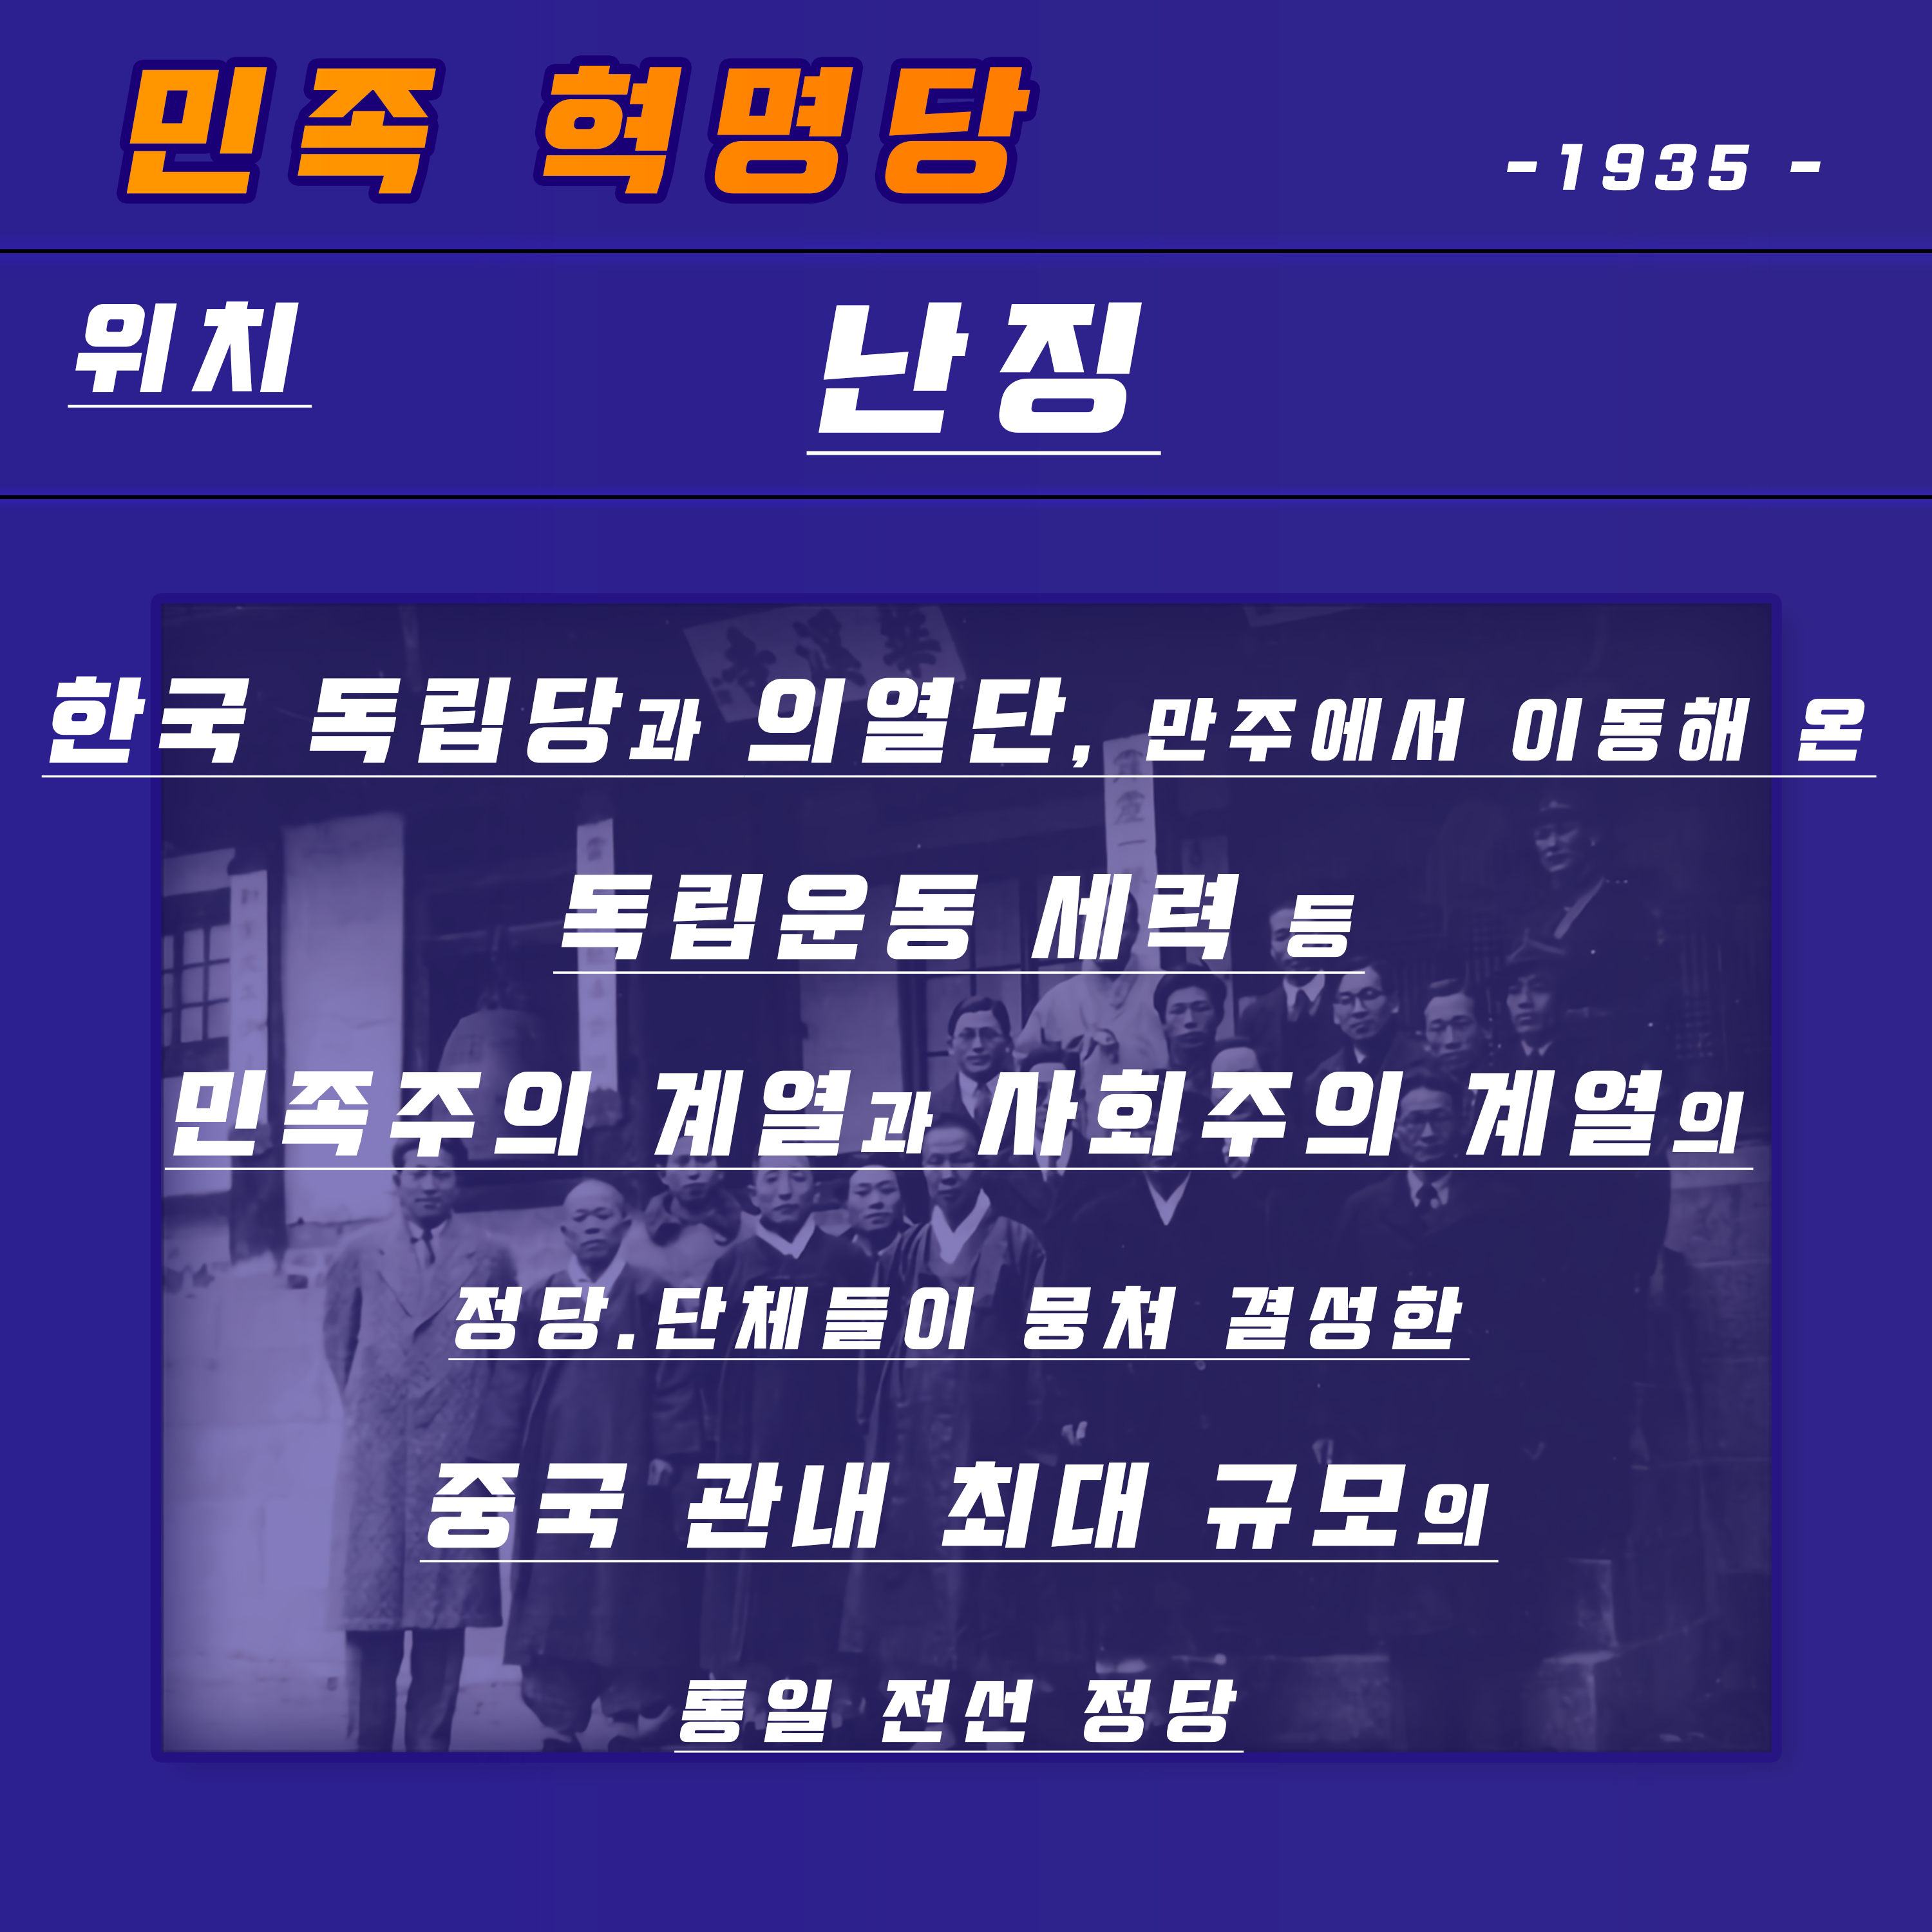 민족 혁명당
-1935 -
위치
난징
한국 독립당과 의열단, 만주에서 이동해 온
독립운동 세력 등
민족주의 계열과 사회주의 계열의
정당.단체들이 뭉쳐 결성한
중국 관내 최대 규모의
통일 전선 정당